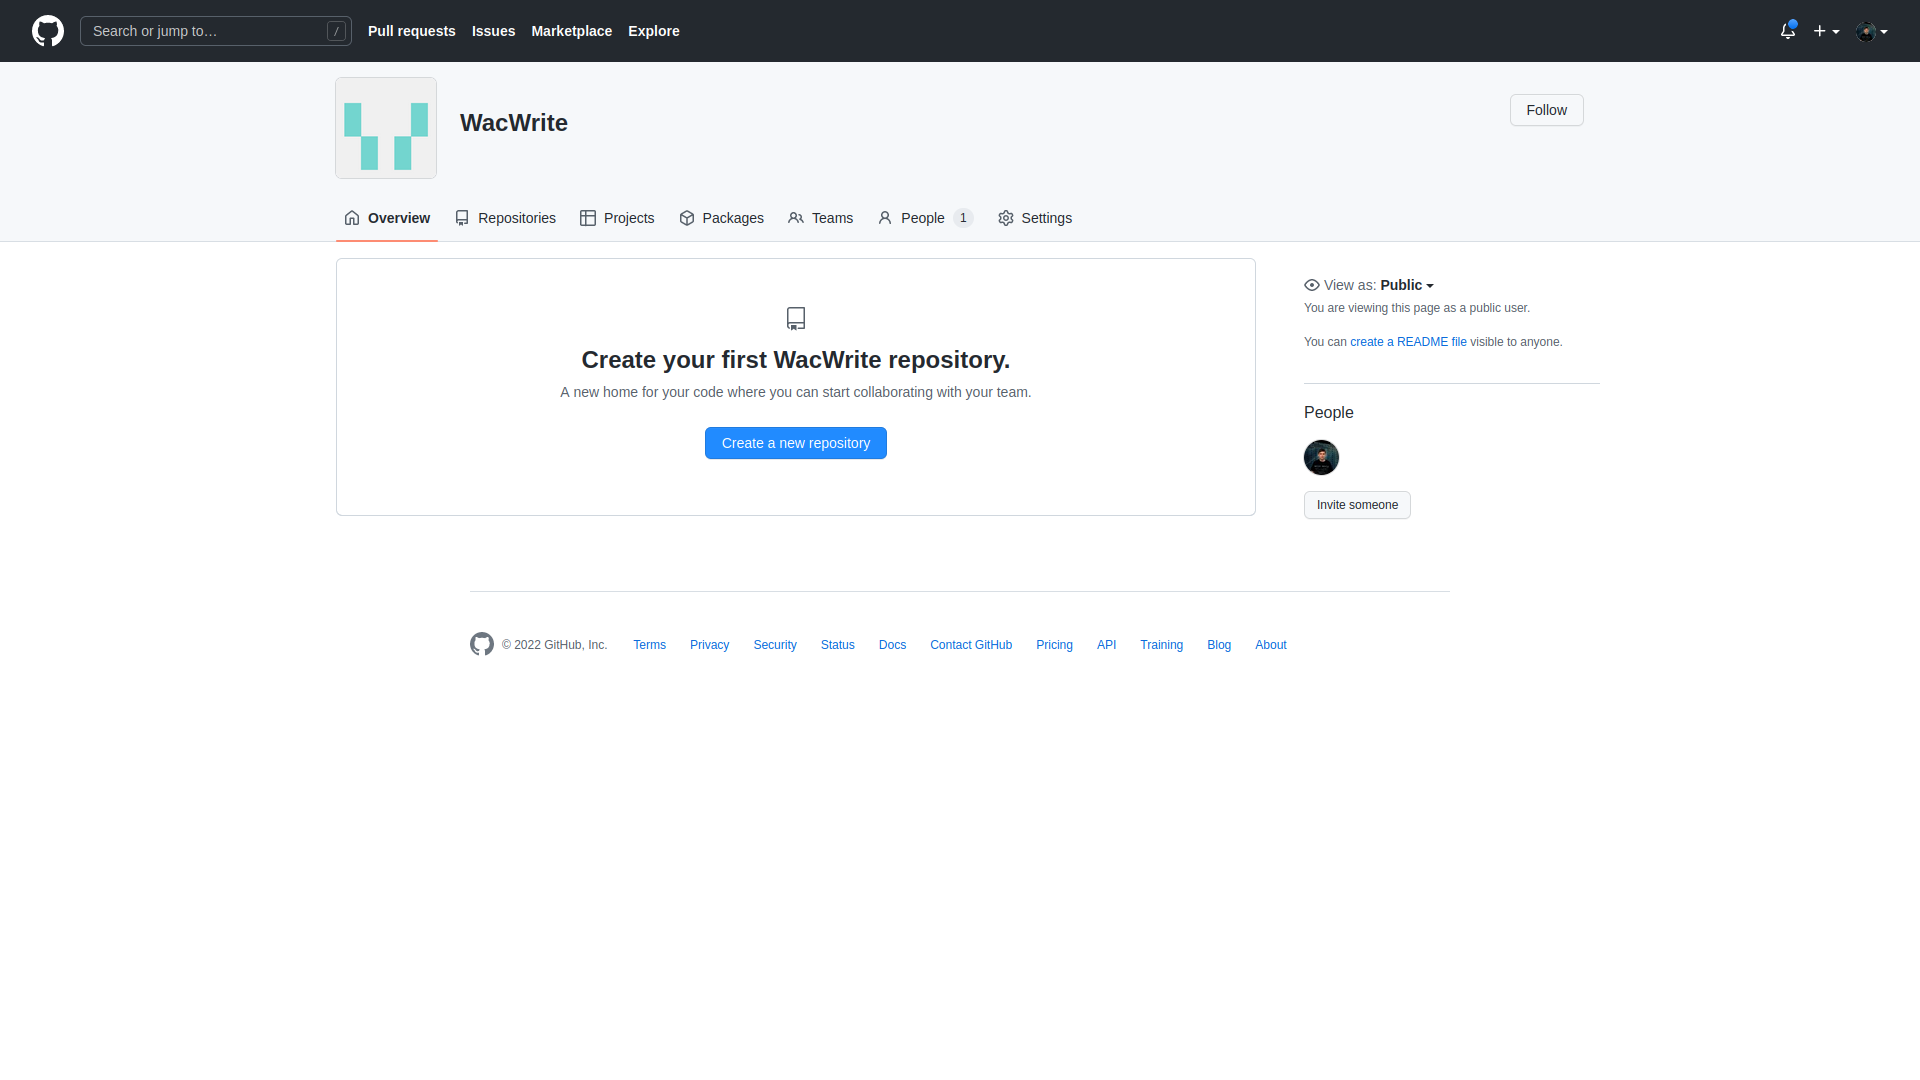 Search or jump to… /
Pull requests Issues Marketplace Explore
WacWrite
Follow
Overview Repositories Projects Packages Teams People 1 Settings
Create your first WacWrite repository.
A new home for your code where you can start collaborating with your team.
Create a new repository
View as: Public
You are viewing this page as a public user.
You can create a README file visible to anyone.
People
Invite someone
© 2022 GitHub, Inc. Terms Privacy Security Status Docs Contact GitHub Pricing API Training Blog About